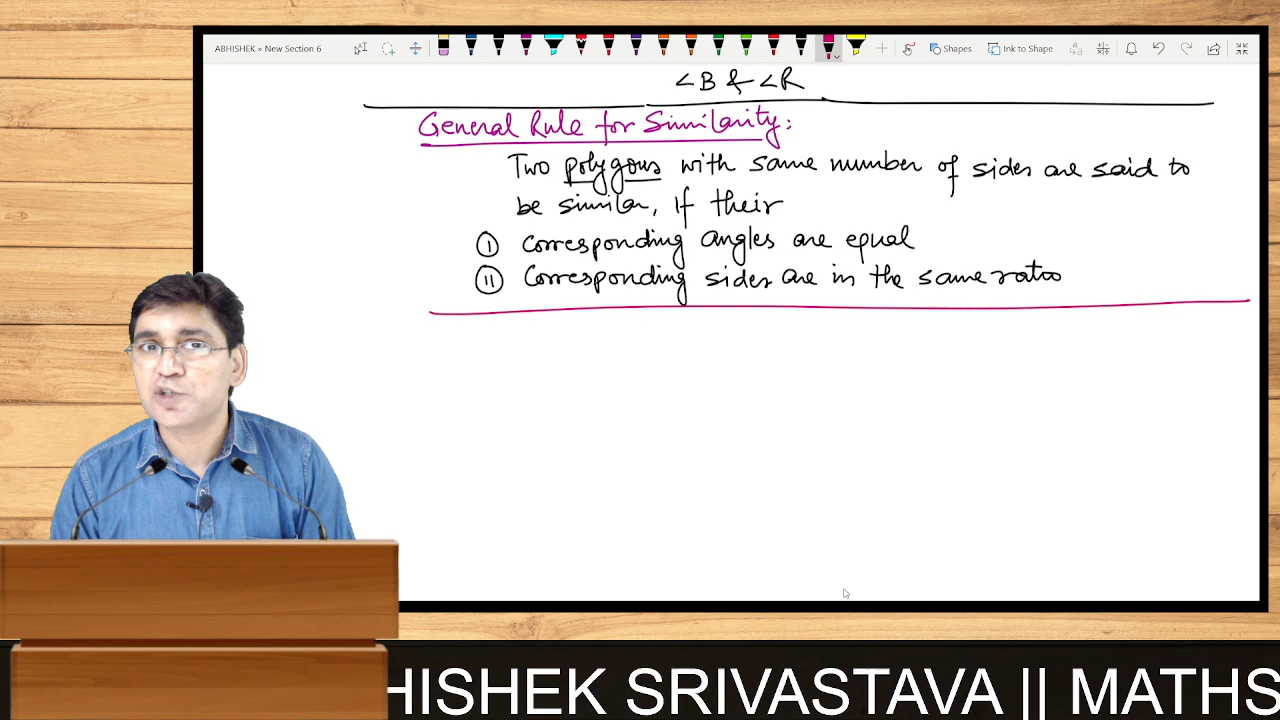 ABHISHEK » New Section 6
Shapes
Ink to Shape
∠B & ∠R
General Rule for Similarity:
Two polygons with same number of sides are said to
be similar, if their
I corresponding angles are equal
II Corresponding sides are in the same ratio
HISHEK SRIVASTAVA || MATHS